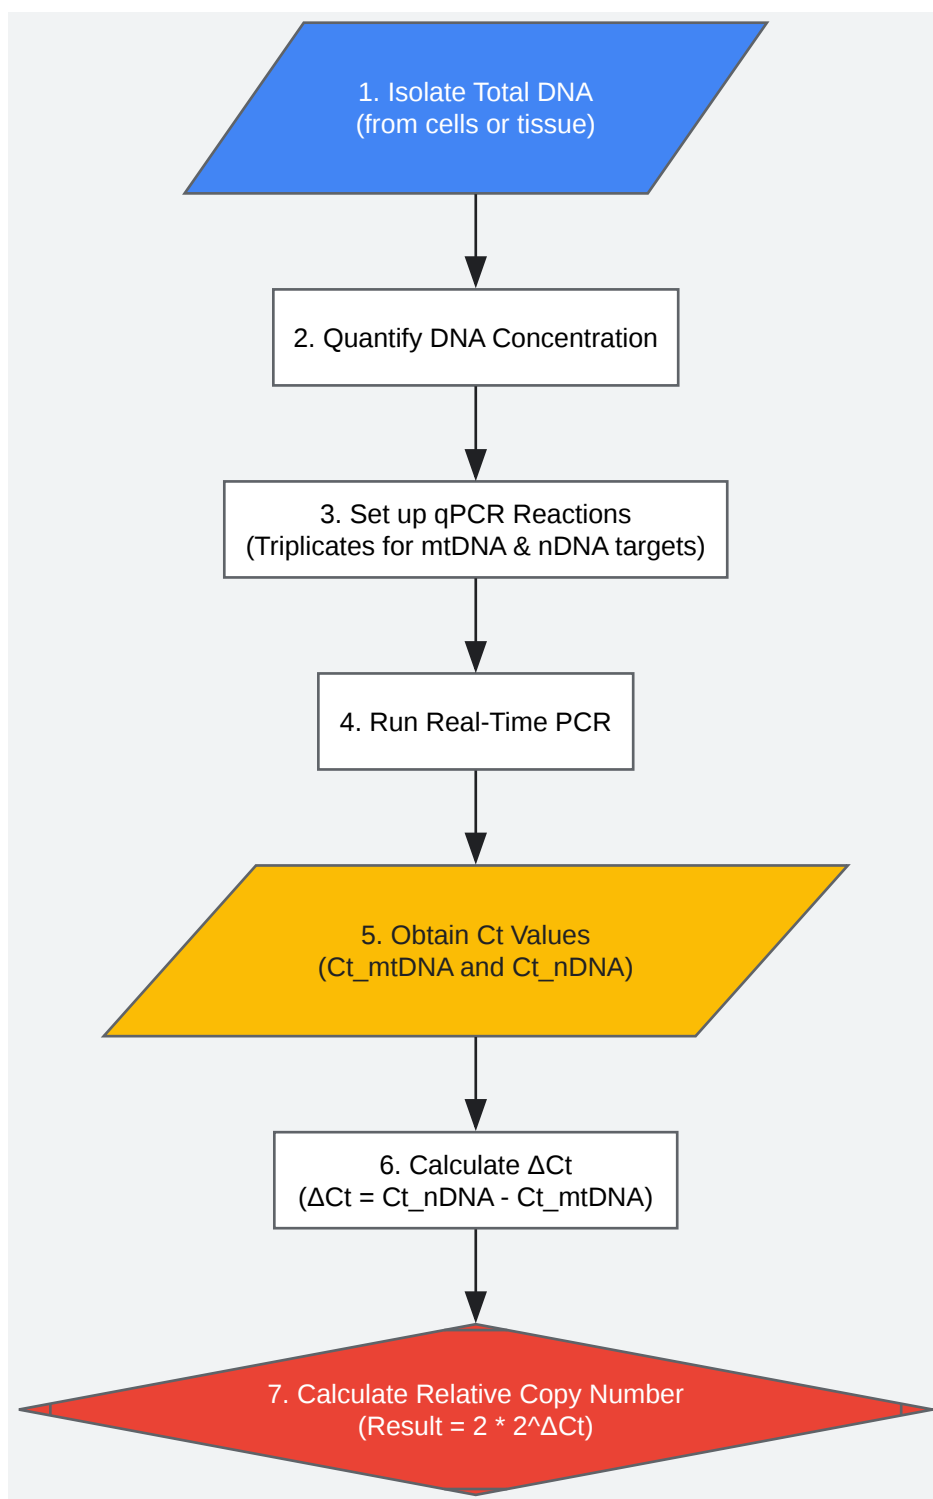 1. Isolate Total DNA
(from cells or tissue)
2. Quantify DNA Concentration
3. Set up qPCR Reactions
(Triplicates for mtDNA & nDNA targets)
4. Run Real-Time PCR
5. Obtain Ct Values
(Ct_mtDNA and Ct_nDNA)
6. Calculate ΔCt
(ΔCt = Ct_nDNA - Ct_mtDNA)
7. Calculate Relative Copy Number
(Result = 2 * 2^ΔCt)